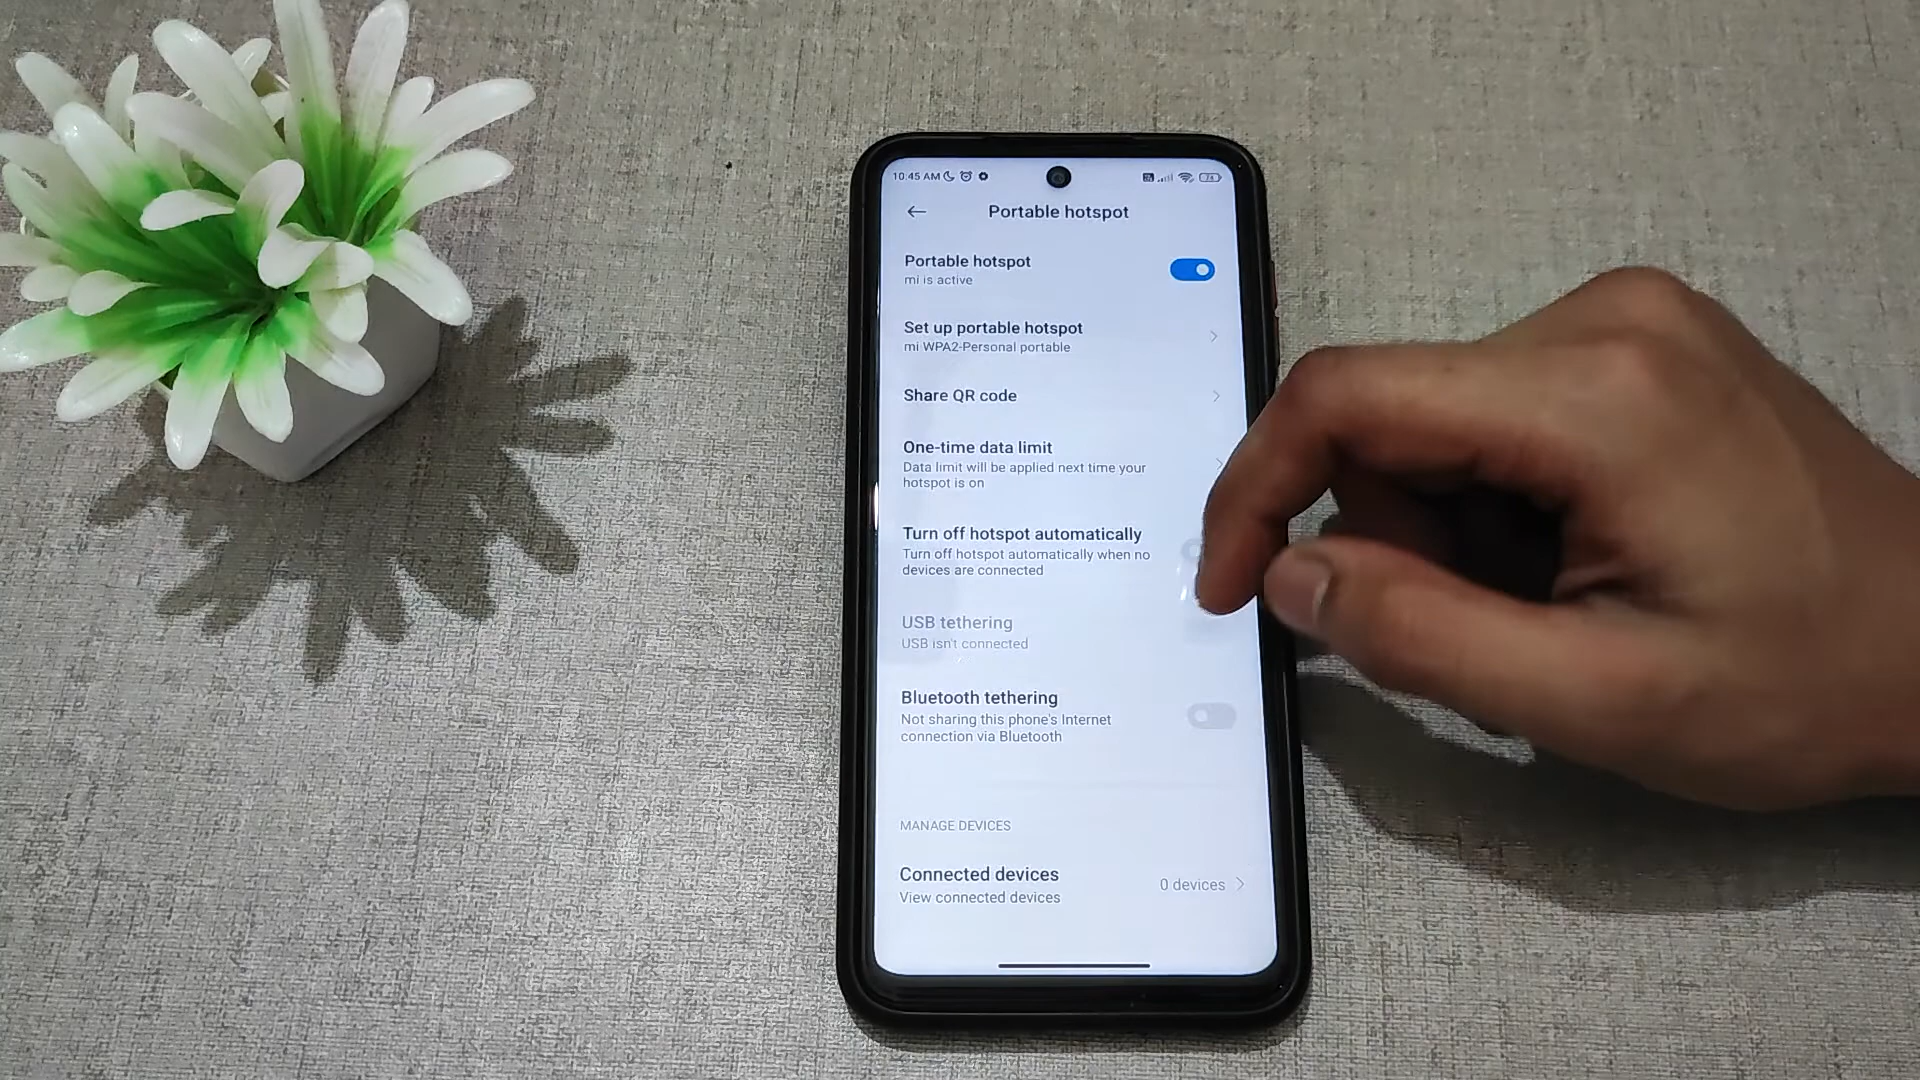 10:45 AM
74
Portable hotspot
Portable hotspot
mi is active
Set up portable hotspot
mi WPA2-Personal portable
Share QR code
One-time data limit
Data limit will be applied next time your
hotspot is on
Turn off hotspot automatically
Turn off hotspot automatically when no
devices are connected
USB tethering
USB isn't connected
Bluetooth tethering
Not sharing this phone's Internet
connection via Bluetooth
MANAGE DEVICES
Connected devices
0 devices
View connected devices